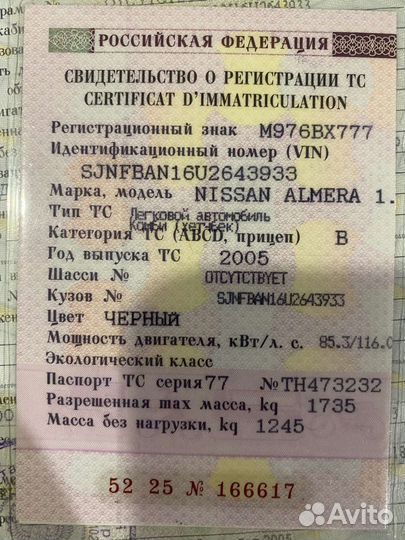 РОССИЙСКАЯ ФЕДЕРАЦИЯ
СВИДЕТЕЛЬСТВО О РЕГИСТРАЦИИ ТС
CERTIFICAT D'IMMATRICULATION
Регистрационный знак М976ВХ777
Идентификационный номер (VIN)
SJNFBAN16U2643933
Марка, модель NISSAN ALMERA 1.
Тип ТС Легковой автомобиль
Комби (хетчбек)
Категория ТС (ABCD, прицеп) В
Год выпуска ТС 2005
Шасси № ОТСУТСТВУЕТ
Кузов № SJNFBAN16U2643933
Цвет ЧЕРНЫЙ
Мощность двигателя, кВт/л. с. 85.3/116.0
Экологический класс
Паспорт ТС серия 77 №ТН473232
Разрешенная max масса, kg 1735
Масса без нагрузки, kg 1245
52 25 № 166617
Avito